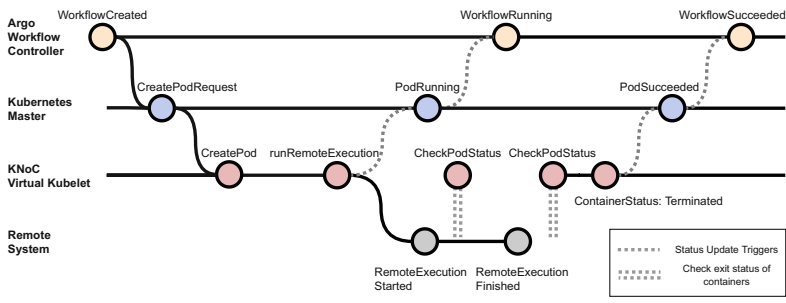 Argo
Workflow
Controller
WorkflowCreated
WorkflowRunning
WorkflowSucceeded
Kubernetes
Master
CreatePodRequest
PodRunning
PodSucceeded
KNoC
Virtual Kubelet
CreatePod
runRemoteExecution
CheckPodStatus
CheckPodStatus
ContainerStatus: Terminated
Remote
System
RemoteExecution
Started
RemoteExecution
Finished
Status Update Triggers
Check exit status of
containers